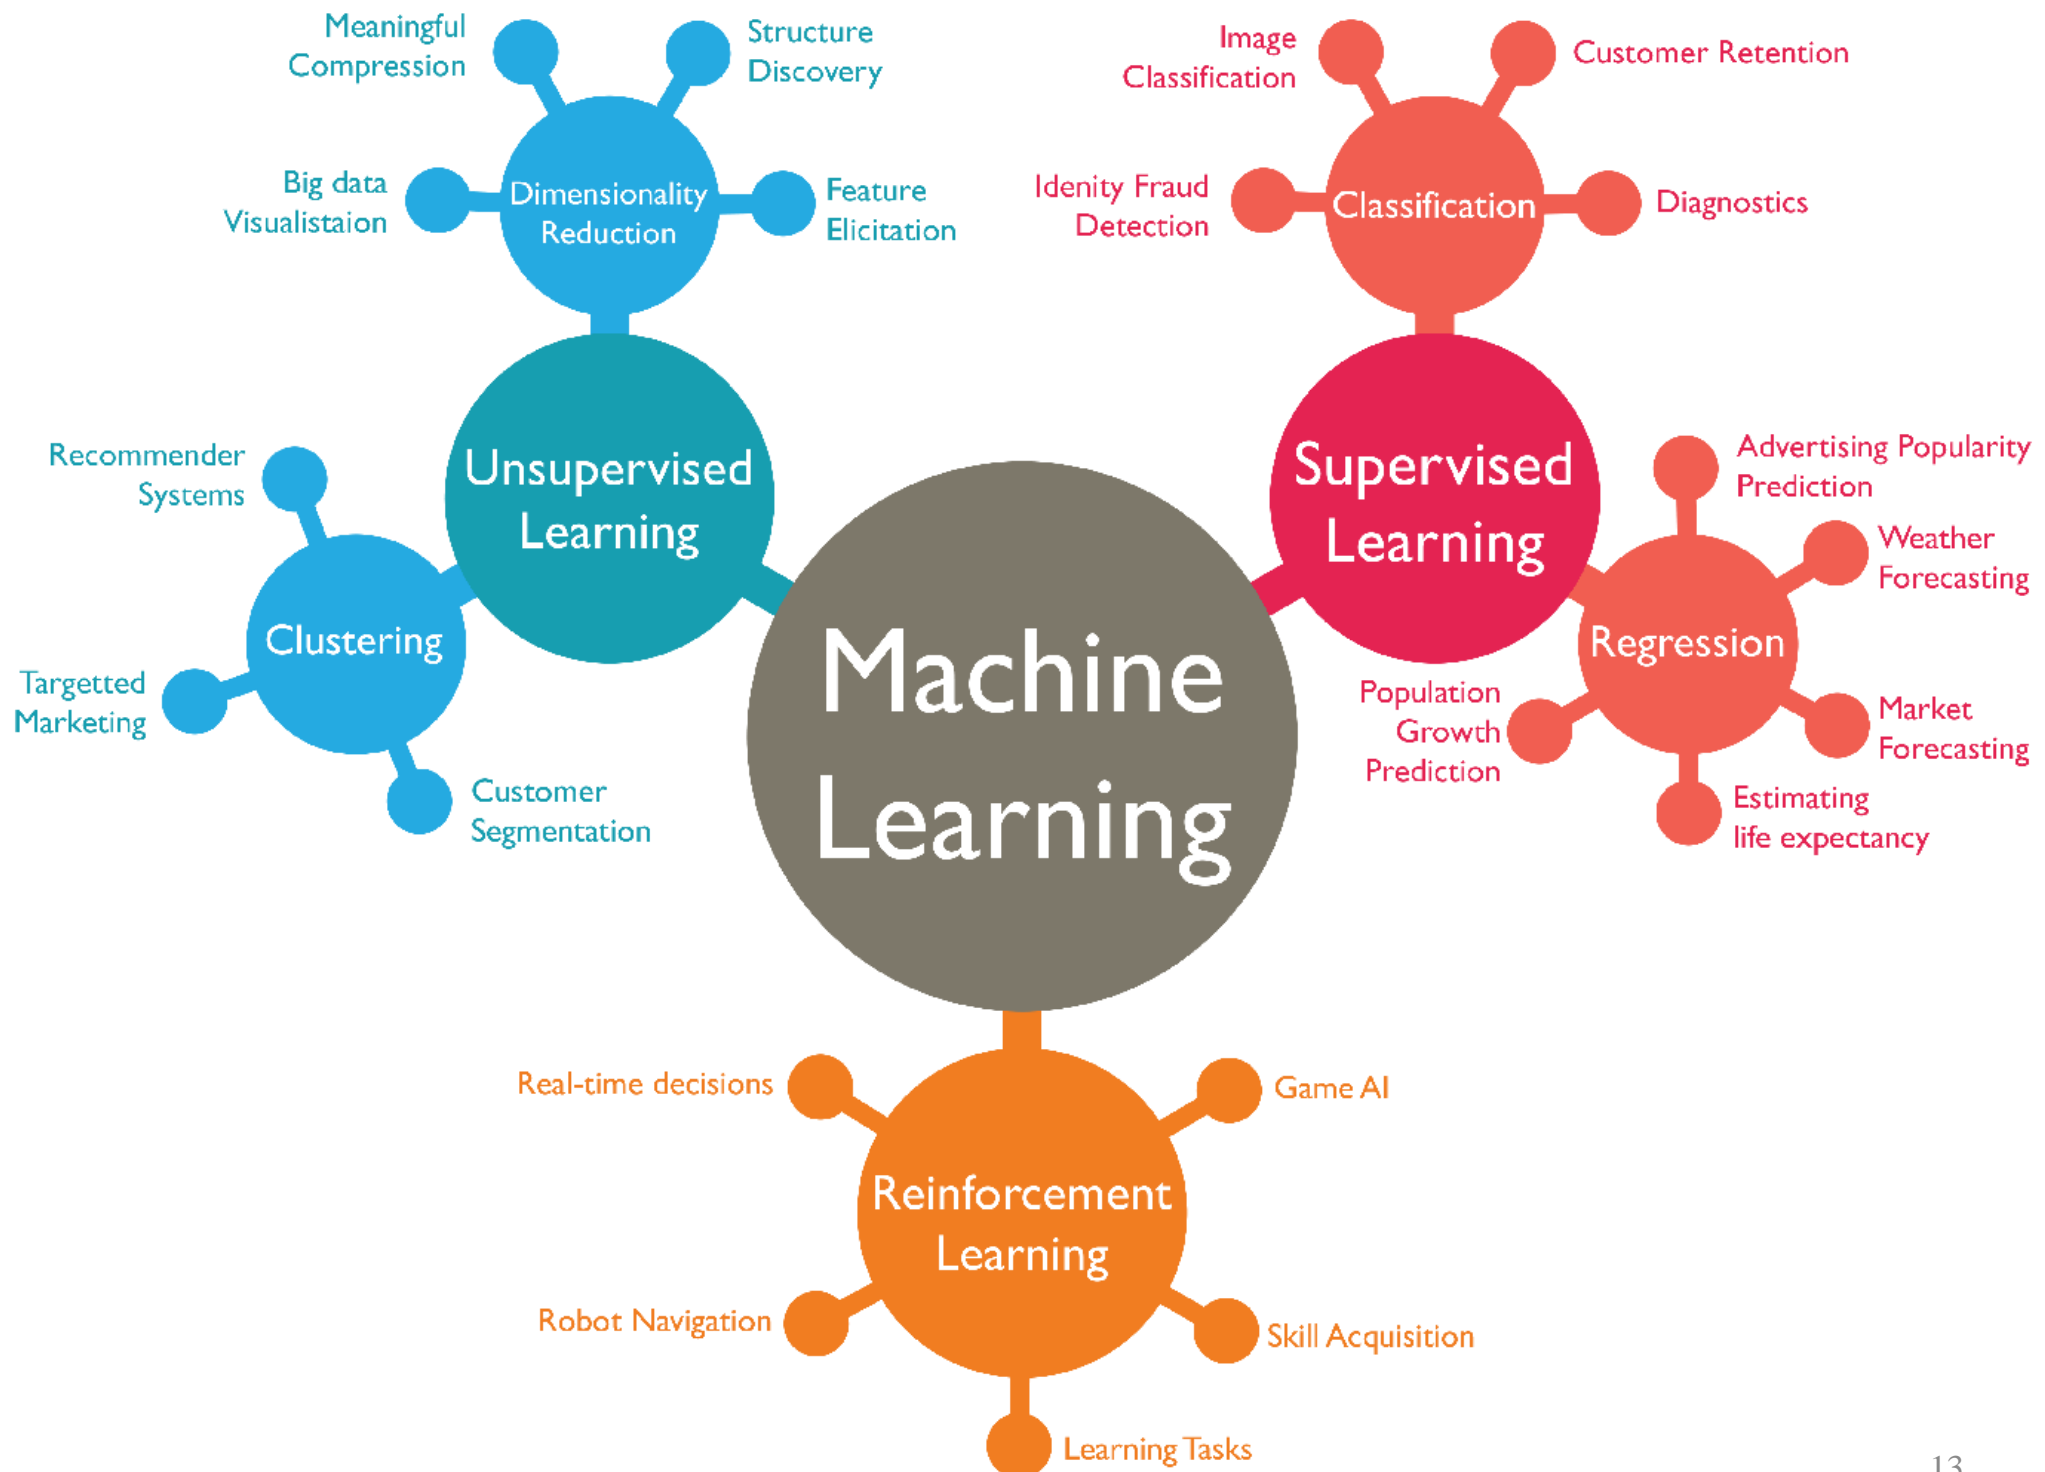 Meaningful
Compression
Structure
Discovery
Big data
Visualistaion
Dimensionality
Reduction
Feature
Elicitation
Image
Classification
Customer Retention
Idenity Fraud
Detection
Classification
Diagnostics
Recommender
Systems
Unsupervised
Learning
Clustering
Targetted
Marketing
Customer
Segmentation
Supervised
Learning
Advertising Popularity
Prediction
Weather
Forecasting
Regression
Population
Growth
Prediction
Market
Forecasting
Estimating
life expectancy
Machine
Learning
Real-time decisions
Game AI
Reinforcement
Learning
Robot Navigation
Skill Acquisition
Learning Tasks
13